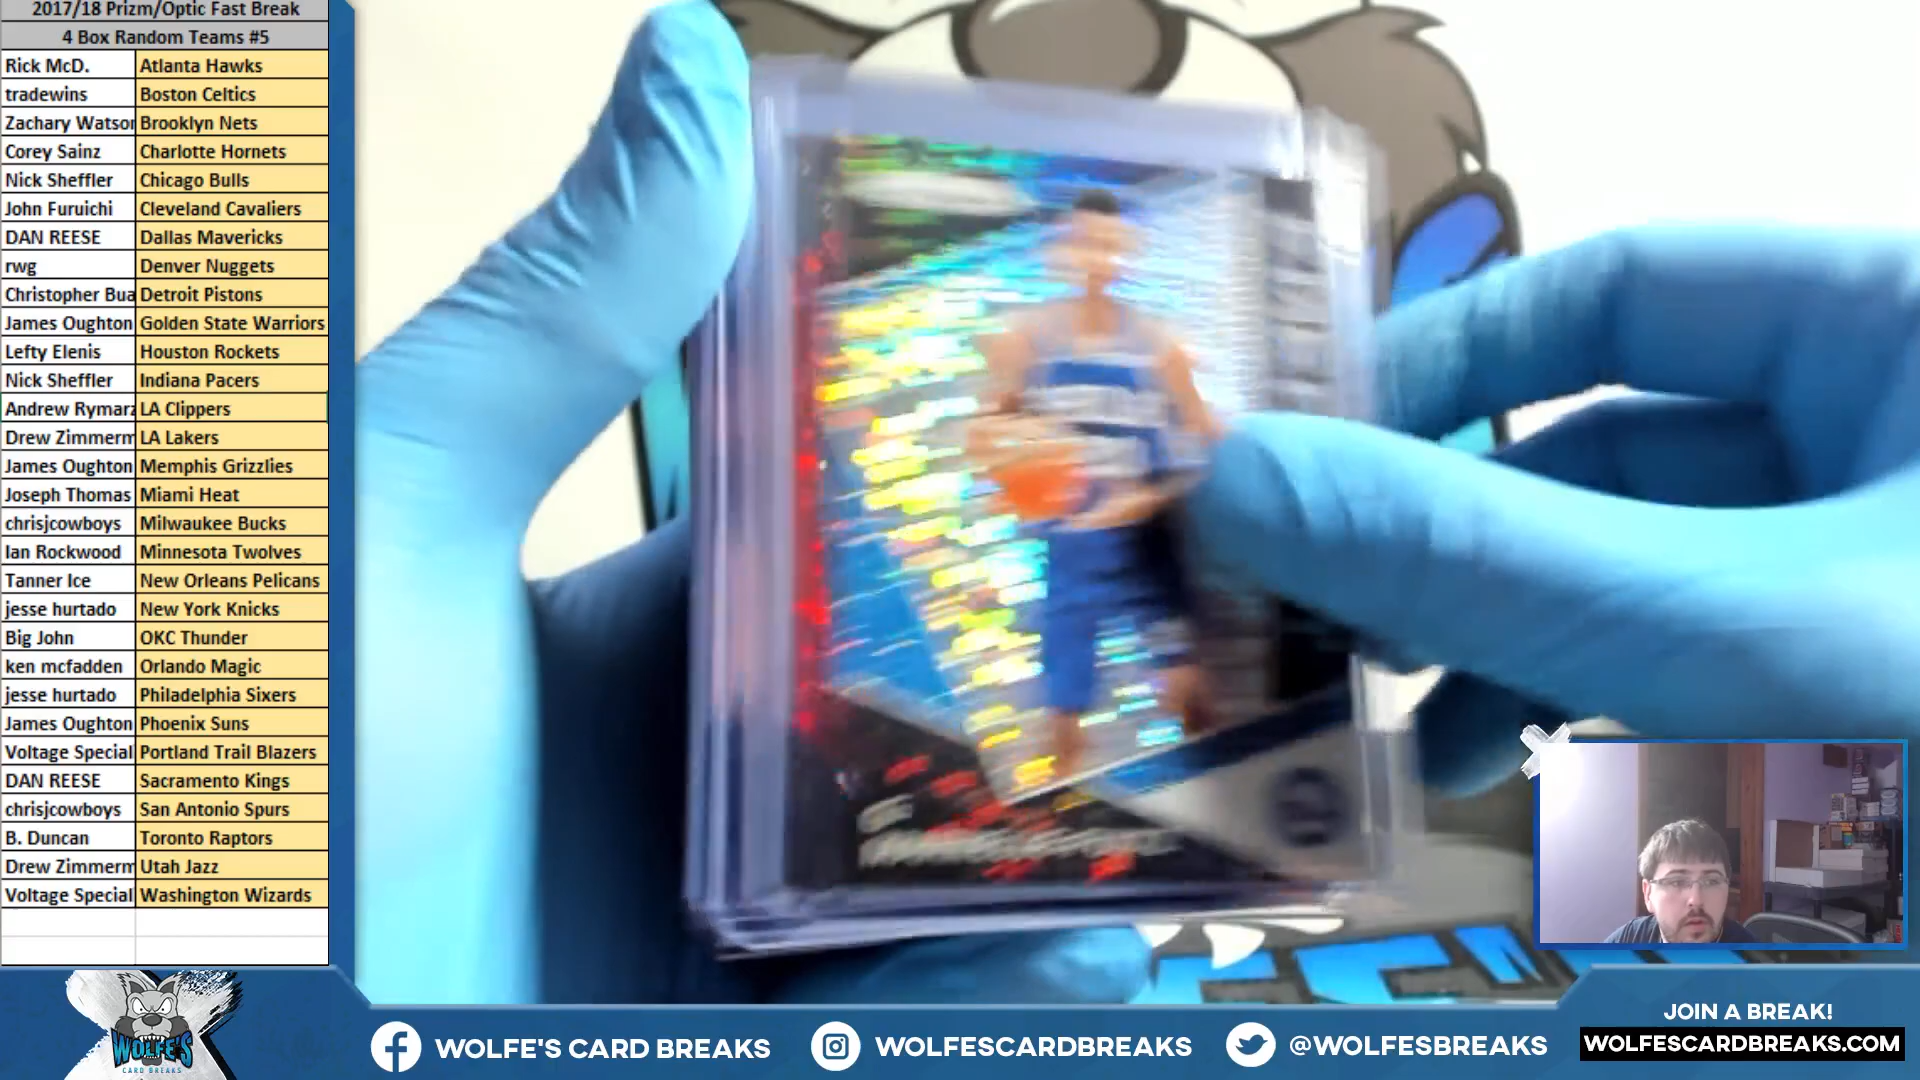 2017/18 Prizm/Optic Fast Break
4 Box Random Teams #5
Rick McD. Atlanta Hawks
tradewins Boston Celtics
Zachary Watson Brooklyn Nets
Corey Sainz Charlotte Hornets
Nick Sheffler Chicago Bulls
John Furuichi Cleveland Cavaliers
DAN REESE Dallas Mavericks
rwg Denver Nuggets
Christopher Bua Detroit Pistons
James Oughton Golden State Warriors
Lefty Elenis Houston Rockets
Nick Sheffler Indiana Pacers
Andrew Rymarz LA Clippers
Drew Zimmerm LA Lakers
James Oughton Memphis Grizzlies
Joseph Thomas Miami Heat
chrisjcowboys Milwaukee Bucks
Ian Rockwood Minnesota Twolves
Tanner Ice New Orleans Pelicans
jesse hurtado New York Knicks
Big John OKC Thunder
ken mcfadden Orlando Magic
jesse hurtado Philadelphia Sixers
James Oughton Phoenix Suns
Voltage Special Portland Trail Blazers
DAN REESE Sacramento Kings
chrisjcowboys San Antonio Spurs
B. Duncan Toronto Raptors
Drew Zimmerm Utah Jazz
Voltage Special Washington Wizards
WOLFE'S
CARD BREAKS
WOLFE'S CARD BREAKS
WOLFESCARDBREAKS
@WOLFESBREAKS
JOIN A BREAK!
WOLFESCARDBREAKS.COM